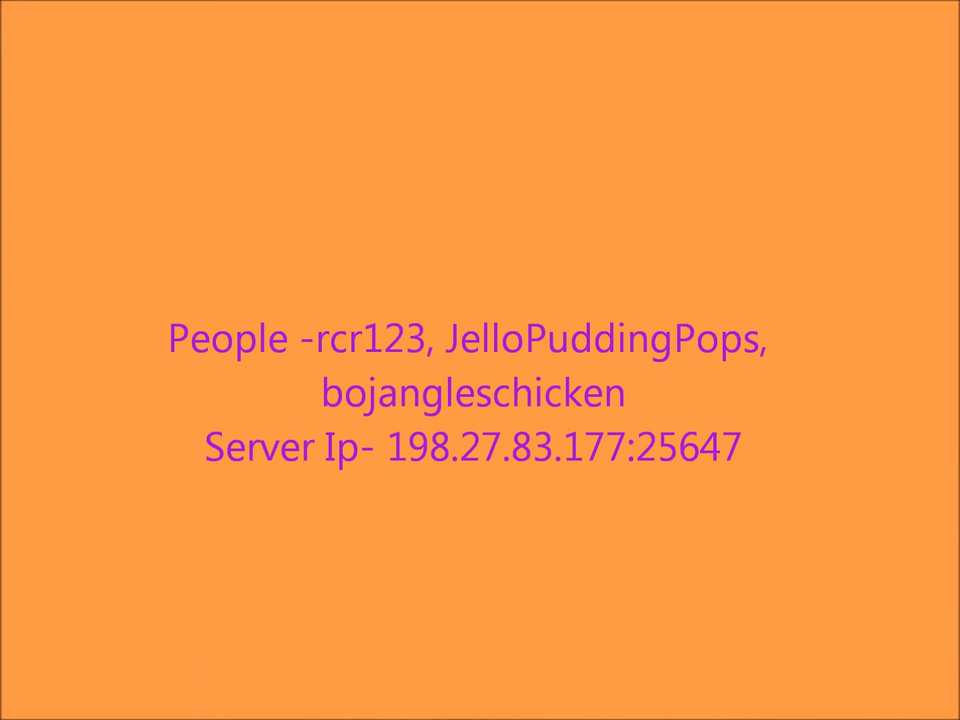 People -rcr123, JelloPuddingPops,
bojangleschicken
Server Ip- 198.27.83.177:25647